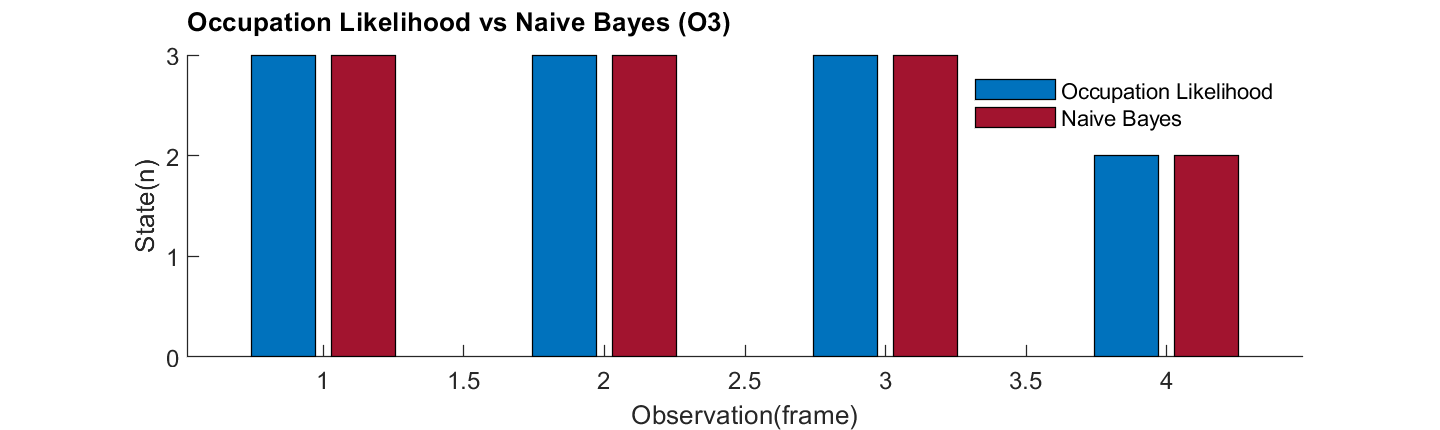 Occupation Likelihood vs Naive Bayes (O3)
3
2
1
0
State(n)
Occupation Likelihood
Naive Bayes
1 1.5 2 2.5 3 3.5 4
Observation(frame)